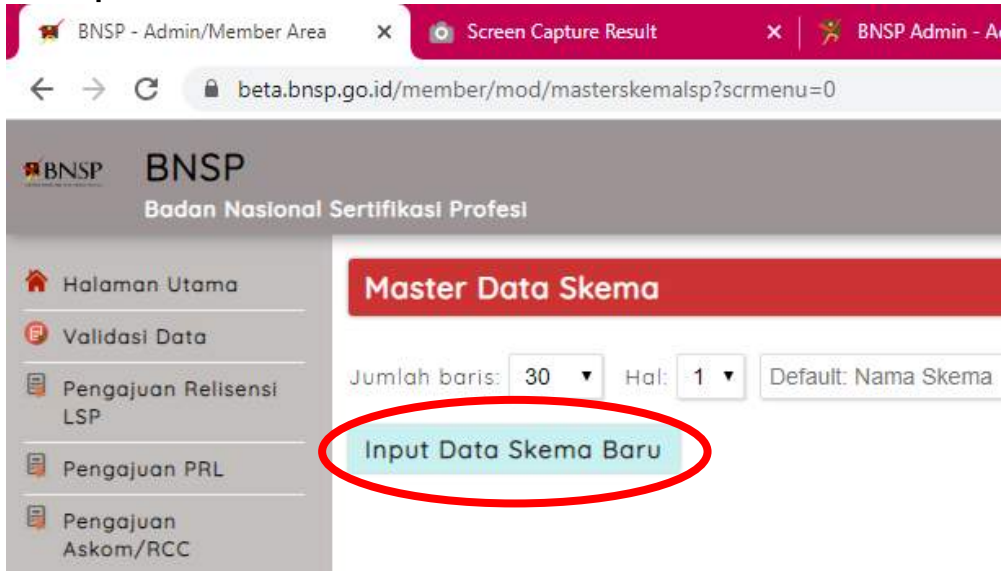 BNSP - Admin/Member Area
Screen Capture Result
BNSP Admin - A
beta.bnsp.go.id/member/mod/masterskemalsp?scrmenu=0
BNSP
BNSP
Badan Nasional Sertifikasi Profesi
Halaman Utama
Validasi Data
Pengajuan Relisensi
LSP
Pengajuan PRL
Pengajuan
Askom/RCC
Master Data Skema
Jumlah baris: 30 Hal: 1 Default: Nama Skema
Input Data Skema Baru